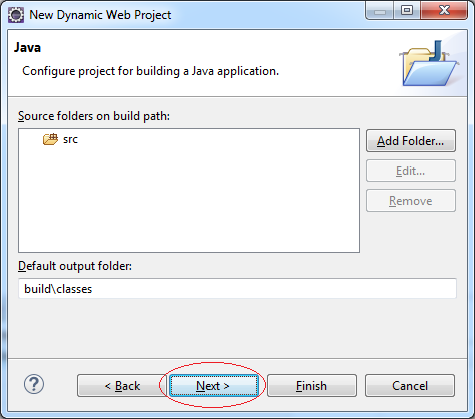 New Dynamic Web Project
Java
Configure project for building a Java application.
Source folders on build path:
src
Add Folder...
Edit...
Remove
Default output folder:
build\classes
? < Back Next > Finish Cancel